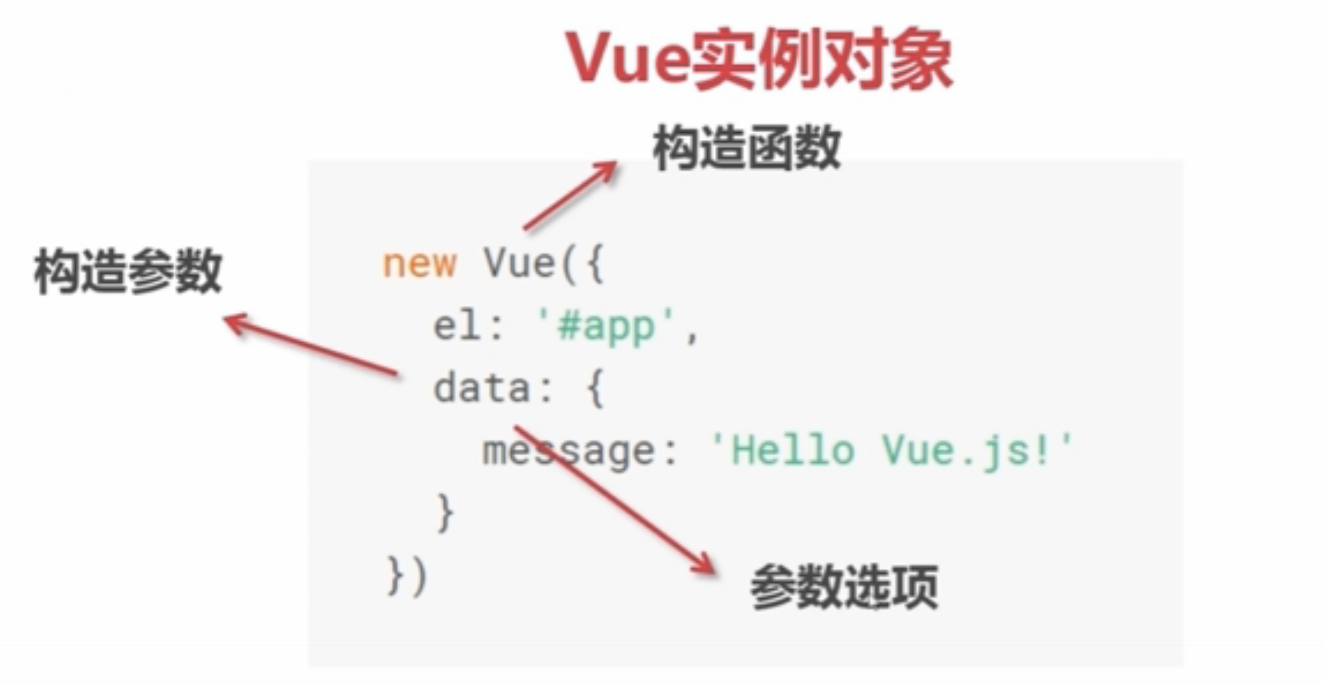 Vue实例对象
构造函数
构造参数
new Vue({
el: '#app',
data: {
message: 'Hello Vue.js!'
}
})
参数选项